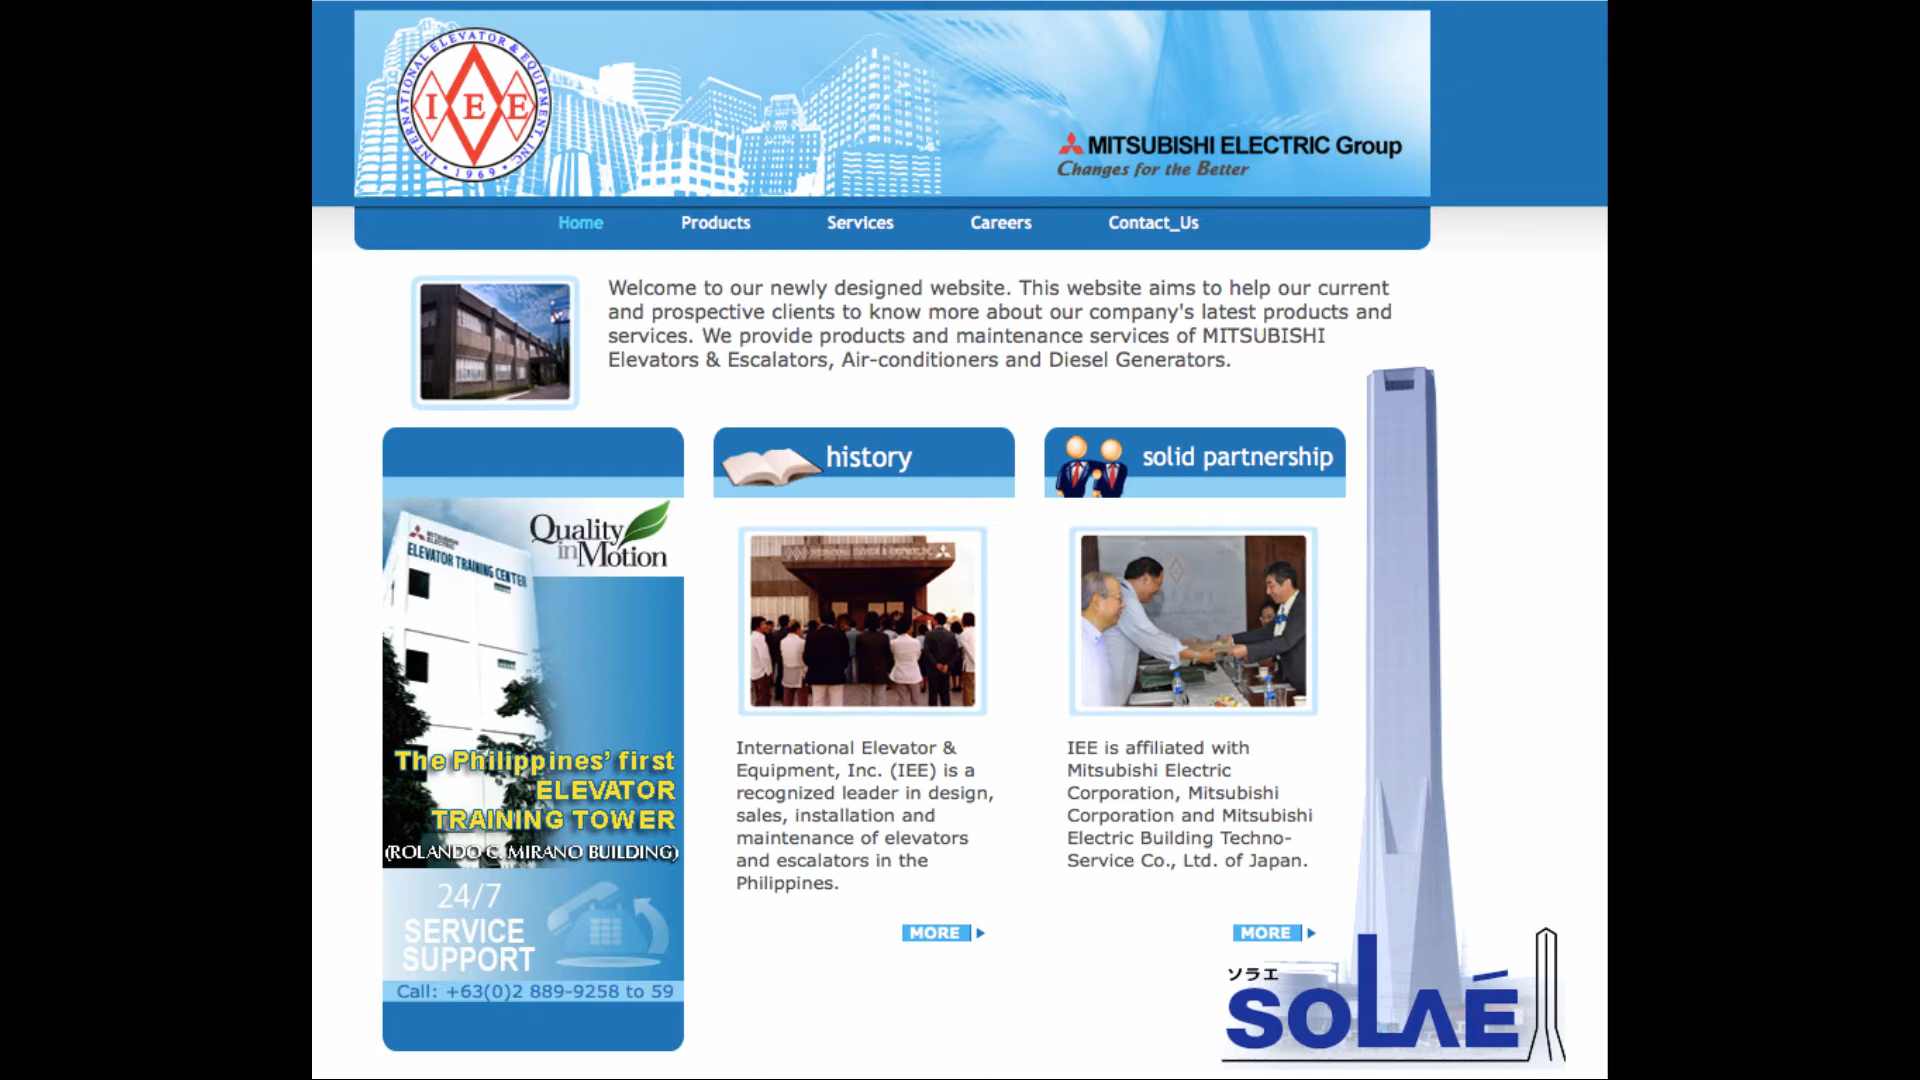 INTERNATIONAL ELEVATOR & EQUIPMENT, INC.
IEE
• 1969 •
MITSUBISHI ELECTRIC Group
Changes for the Better
Home
Products
Services
Careers
Contact_Us
Welcome to our newly designed website. This website aims to help our current
and prospective clients to know more about our company's latest products and
services. We provide products and maintenance services of MITSUBISHI
Elevators & Escalators, Air-conditioners and Diesel Generators.
Quality
in Motion
MITSUBISHI
ELECTRIC
ELEVATOR TRAINING CENTER
The Philippines' first
ELEVATOR
TRAINING TOWER
(ROLANDO C. MIRANO BUILDING)
24/7
SERVICE
SUPPORT
Call: +63(0)2 889-9258 to 59
history
INTERNATIONAL ELEVATOR & EQUIPMENT, INC.
International Elevator &
Equipment, Inc. (IEE) is a
recognized leader in design,
sales, installation and
maintenance of elevators
and escalators in the
Philippines.
MORE
solid partnership
IEE is affiliated with
Mitsubishi Electric
Corporation, Mitsubishi
Corporation and Mitsubishi
Electric Building Techno-
Service Co., Ltd. of Japan.
MORE
ソラエ
SOLAÉ